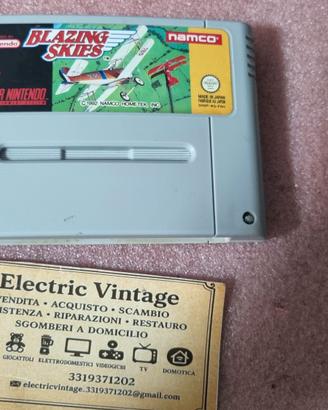 BLAZING
SKIES
namco
© 1992 NAMCO HOMETEK, INC.
MADE IN JAPAN
R NINTENDO
Electric Vintage
VENDITA • ACQUISTO • SCAMBIO
ISTENZA • RIPARAZIONI • RESTAURO
SGOMBERI A DOMICILIO
GIOCATTOLI ELETTRODOMESTICI VIDEOGIOCHI TV DOMOTICA
3319371202
electricvintage.3319371202@gmail.com